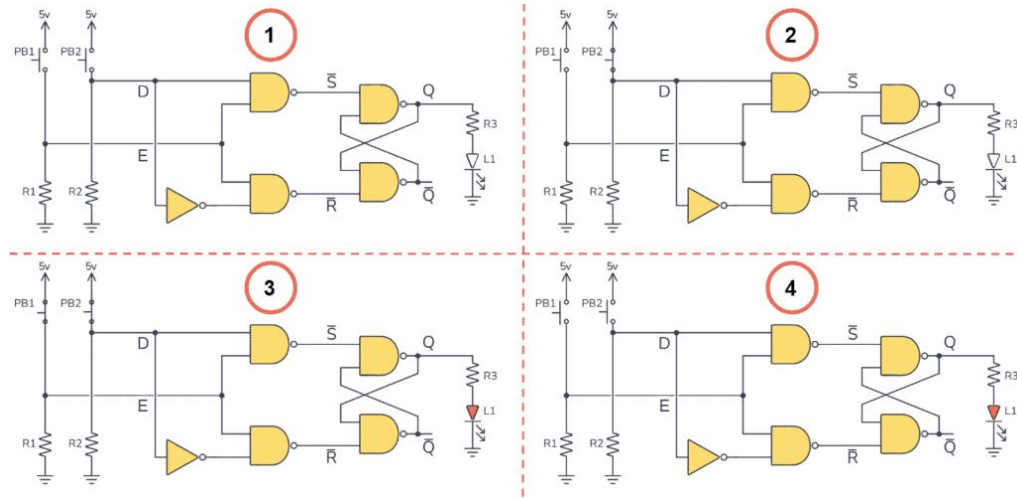 1
5v
5v
PB1
PB2
D
S̅
Q
R3
E
L1
R1
R2
R̅
Q̅
2
5v
5v
PB1
PB2
D
S̅
Q
R3
E
L1
R1
R2
R̅
Q̅
3
5v
5v
PB1
PB2
D
S̅
Q
R3
E
L1
R1
R2
R̅
Q̅
4
5v
5v
PB1
PB2
D
S̅
Q
R3
E
L1
R1
R2
R̅
Q̅